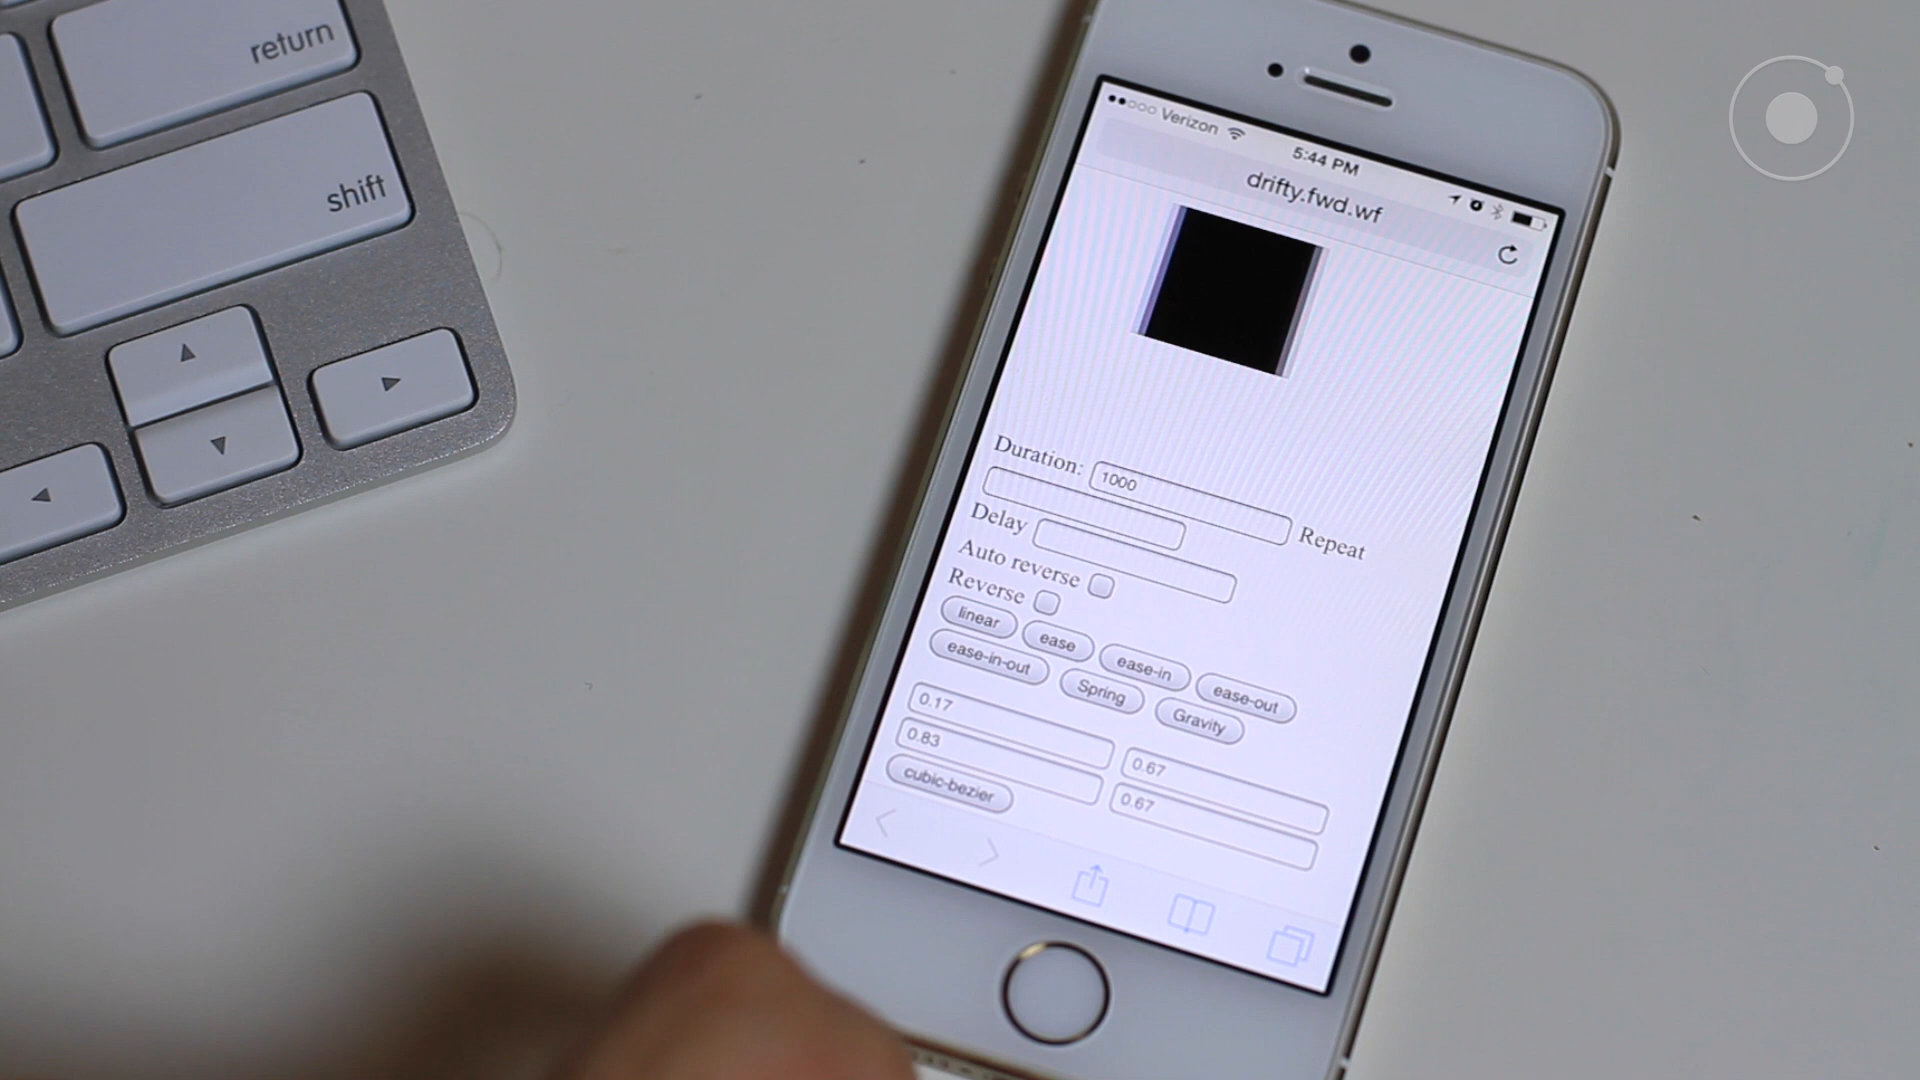 return
shift
Verizon
5:44 PM
drifty.fwd.wf
Duration: 1000
Repeat
Delay
Auto reverse
Reverse
linear ease ease-in ease-out
ease-in-out Spring Gravity
0.17 0.67
0.83 0.67
cubic-bezier